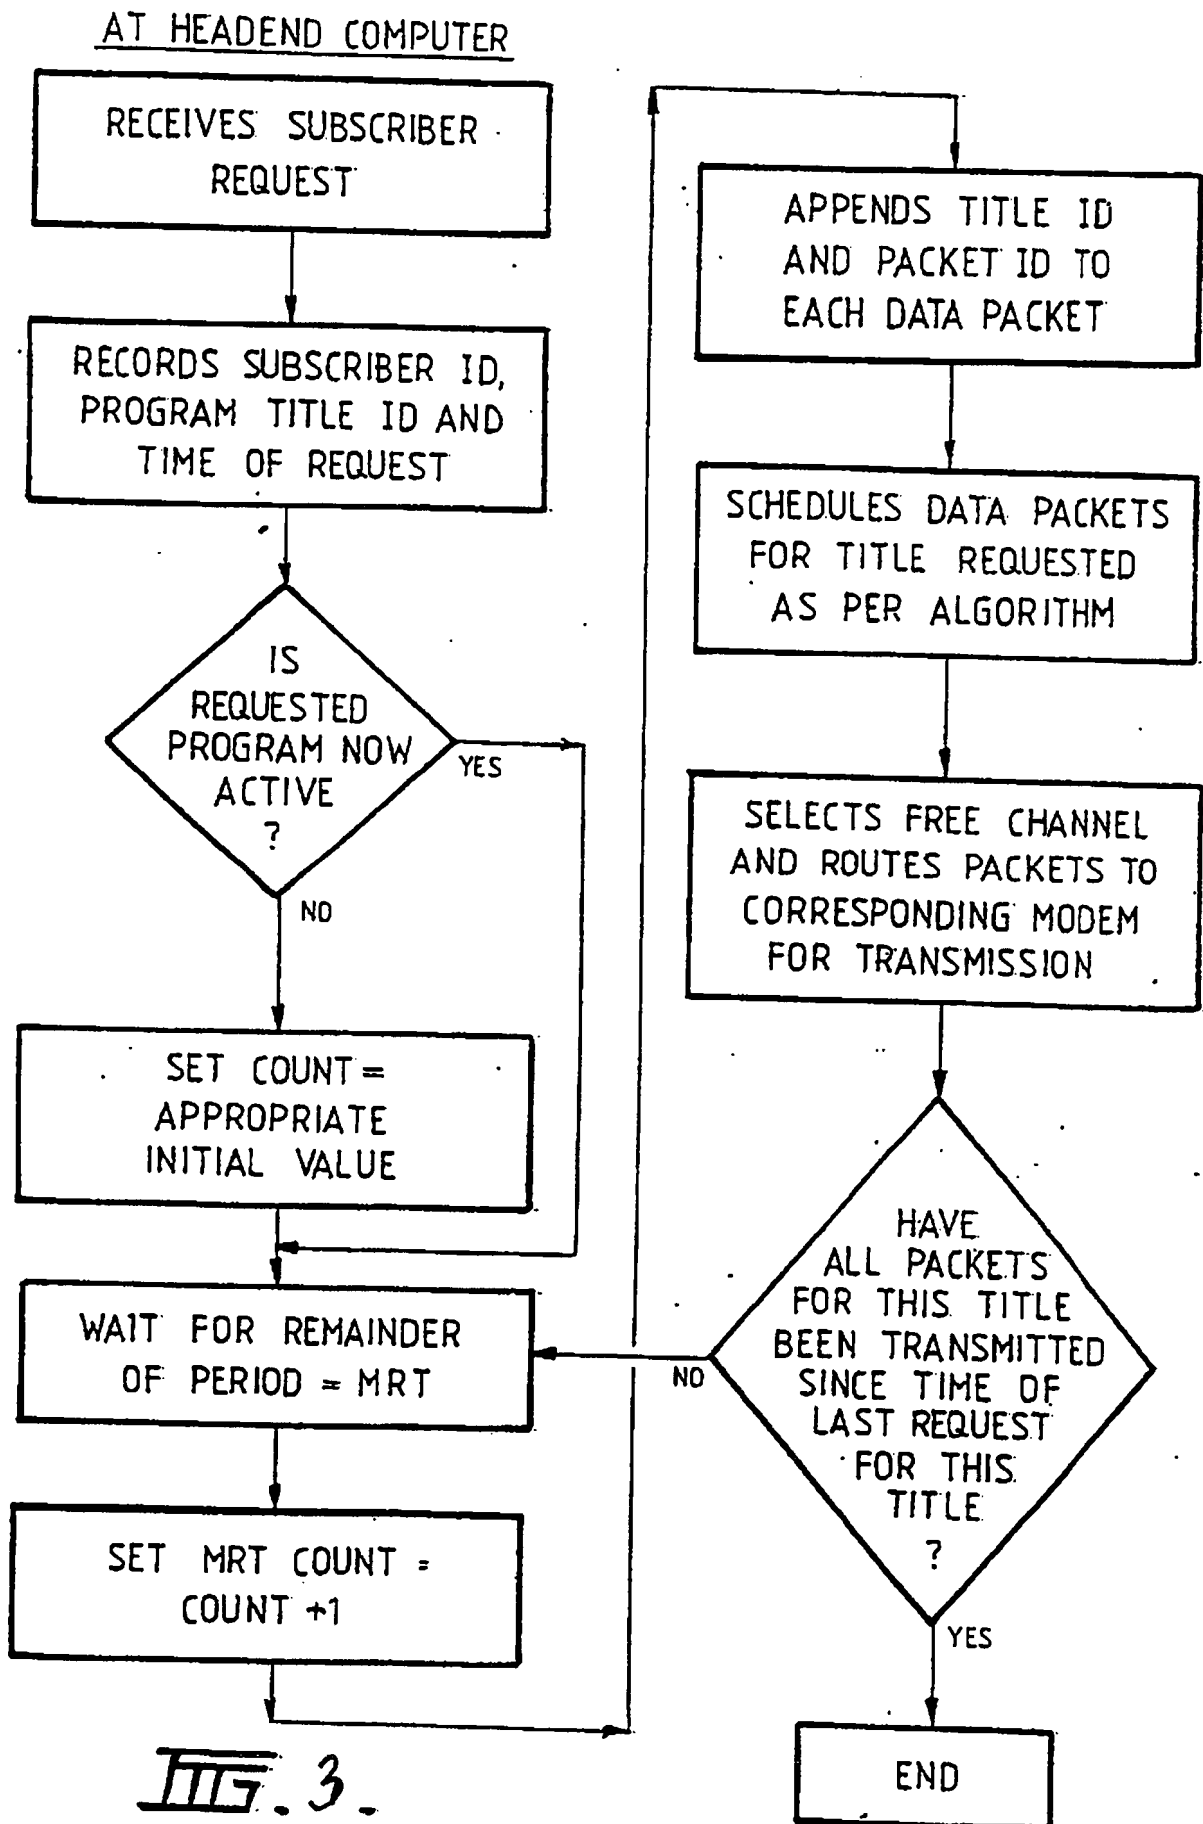 AT HEADEND COMPUTER
RECEIVES SUBSCRIBER
REQUEST
RECORDS SUBSCRIBER ID,
PROGRAM TITLE ID AND
TIME OF REQUEST
IS
REQUESTED
PROGRAM NOW
ACTIVE
?
YES
NO
SET COUNT =
APPROPRIATE
INITIAL VALUE
WAIT FOR REMAINDER
OF PERIOD = MRT
SET MRT COUNT =
COUNT +1
APPENDS TITLE ID
AND PACKET ID TO
EACH DATA PACKET
SCHEDULES DATA PACKETS
FOR TITLE REQUESTED
AS PER ALGORITHM
SELECTS FREE CHANNEL
AND ROUTES PACKETS TO
CORRESPONDING MODEM
FOR TRANSMISSION
HAVE
ALL PACKETS
FOR THIS TITLE
BEEN TRANSMITTED
SINCE TIME OF
LAST REQUEST
FOR THIS
TITLE
?
NO
YES
END
FIG. 3.